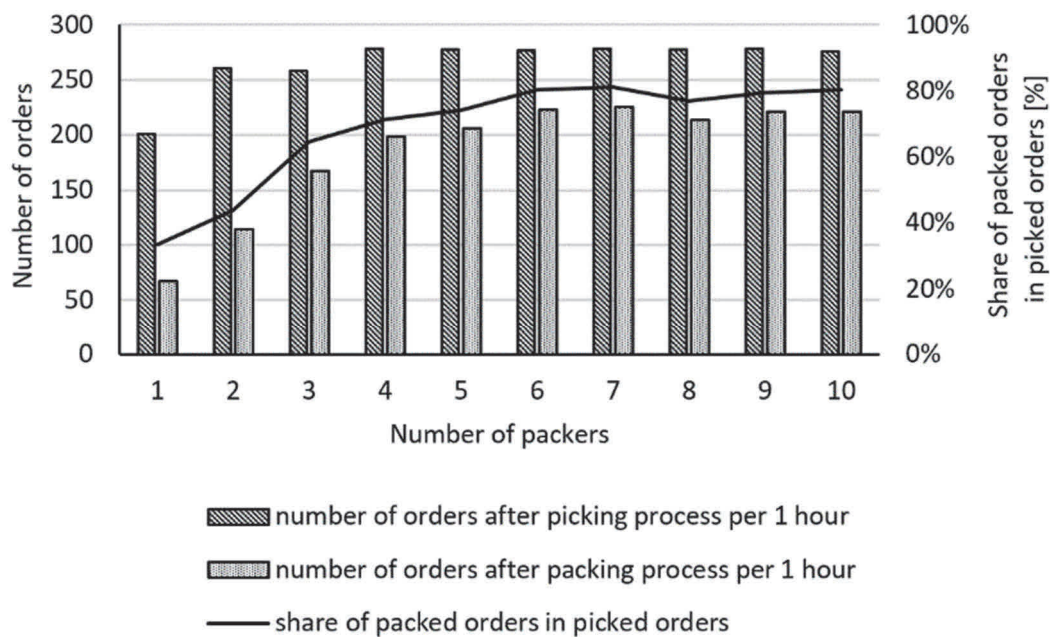 300
250
200
150
100
50
0
Number of orders
100%
80%
60%
40%
20%
0%
Share of packed orders
in picked orders [%]
1 2 3 4 5 6 7 8 9 10
Number of packers
number of orders after picking process per 1 hour
number of orders after packing process per 1 hour
share of packed orders in picked orders